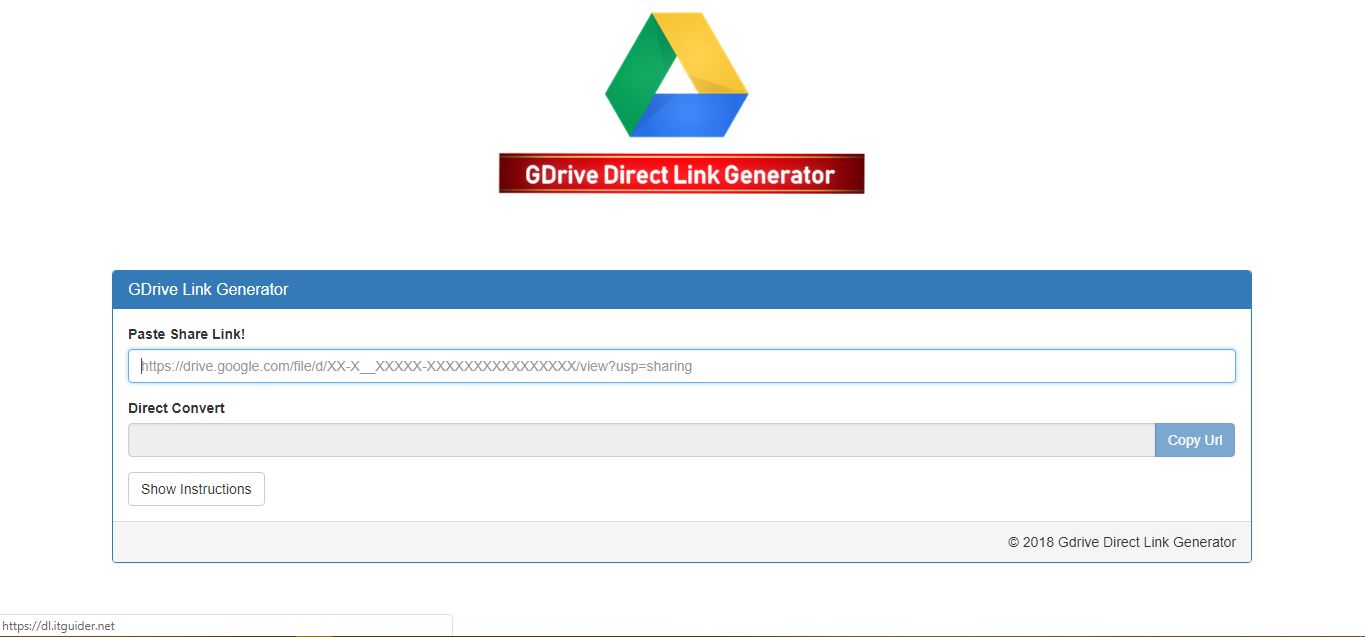 GDrive Direct Link Generator
GDrive Link Generator
Paste Share Link!
https://drive.google.com/file/d/XX-X__XXXXX-XXXXXXXXXXXXXXXX/view?usp=sharing
Direct Convert
Copy Url
Show Instructions
© 2018 Gdrive Direct Link Generator
https://dl.itguider.net